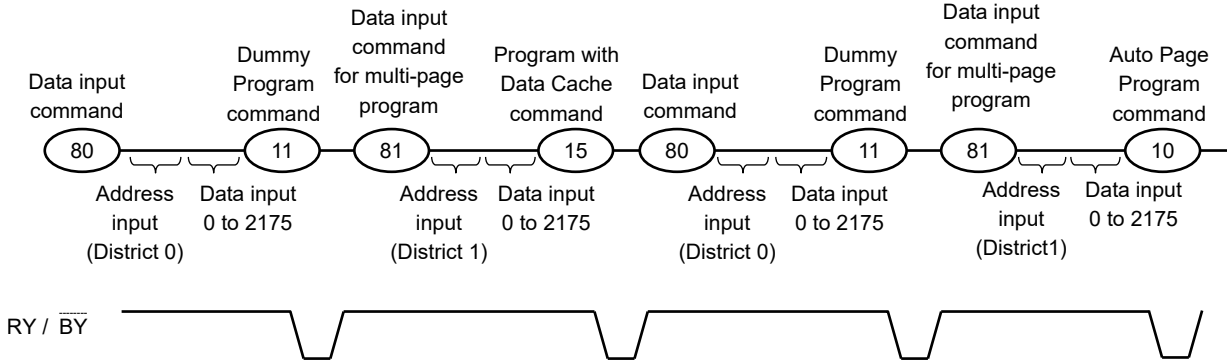 Data input
command
80
Address
input
(District 0)
Data input
0 to 2175
Dummy
Program
command
11
Data input
command
for multi-page
program
81
Address
input
(District 1)
Data input
0 to 2175
Program with
Data Cache
command
15
Data input
command
80
Address
input
(District 0)
Data input
0 to 2175
Dummy
Program
command
11
Data input
command
for multi-page
program
81
Address
input
(District1)
Data input
0 to 2175
Auto Page
Program
command
10
RY / BY